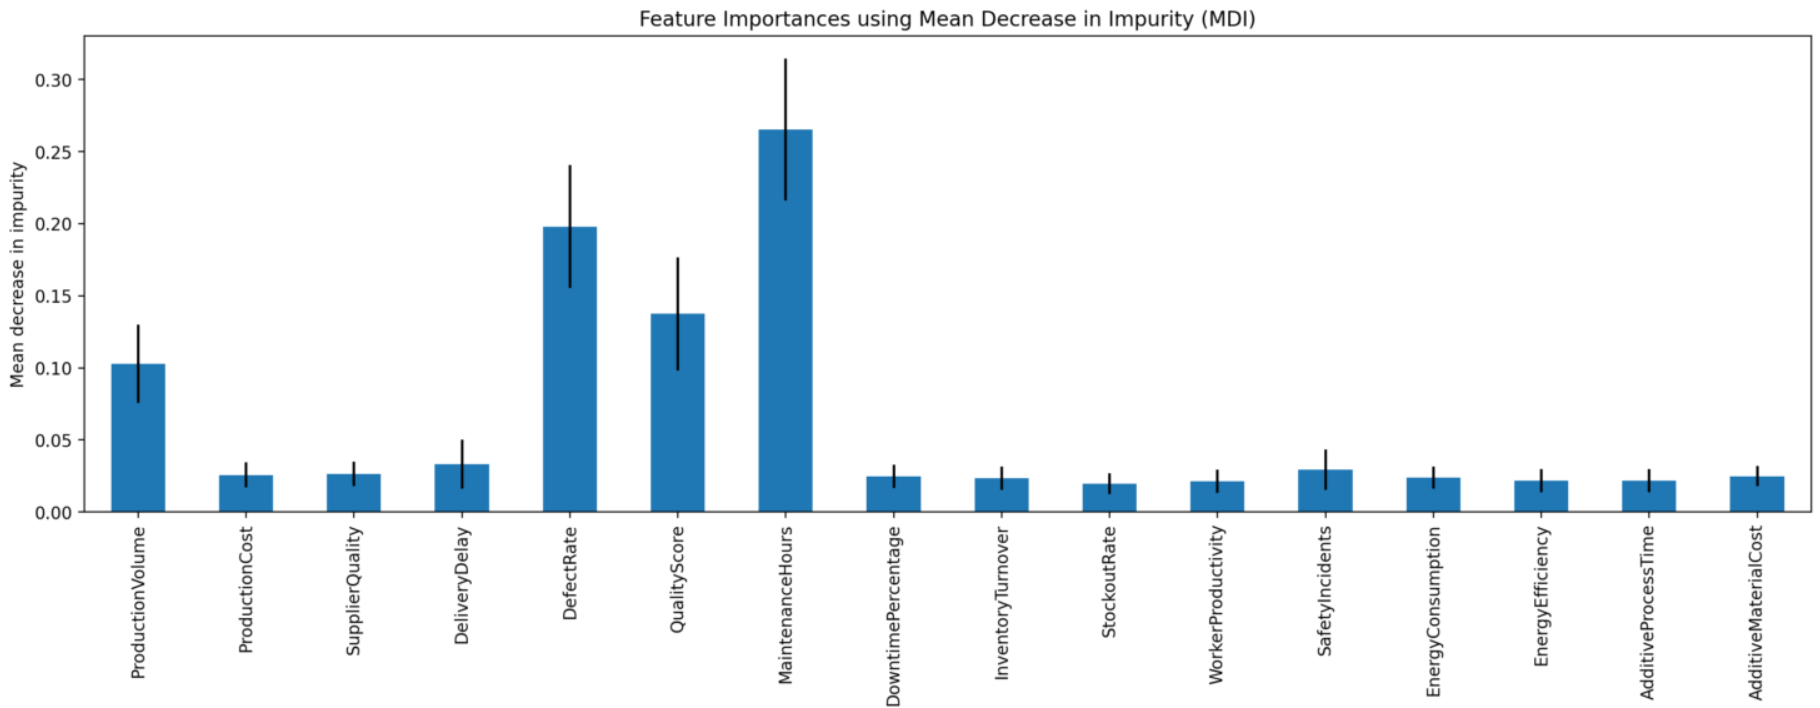 Feature Importances using Mean Decrease in Impurity (MDI)
Mean decrease in impurity
0.30
0.25
0.20
0.15
0.10
0.05
0.00
ProductionVolume
ProductionCost
SupplierQuality
DeliveryDelay
DefectRate
QualityScore
MaintenanceHours
DowntimePercentage
InventoryTurnover
StockoutRate
WorkerProductivity
SafetyIncidents
EnergyConsumption
EnergyEfficiency
AdditiveProcessTime
AdditiveMaterialCost